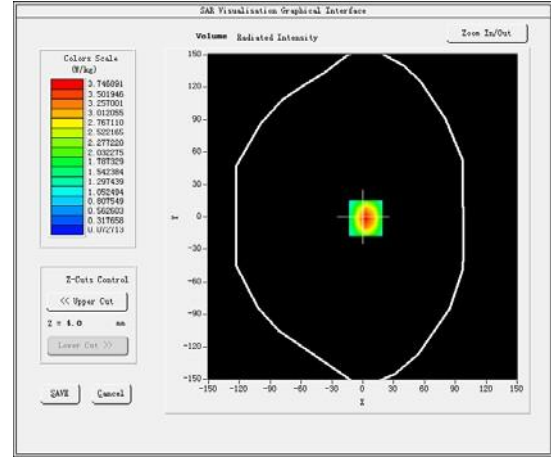 SAR Visualisation Graphical Interface
Volume Radiated Intensity
Zoom In/Out
Colors Scale
(W/kg)
3.746891
3.501946
3.257001
3.012055
2.767110
2.522165
2.277220
2.032275
1.787329
1.542384
1.297439
1.052494
0.807549
0.562603
0.317658
0.072713
Z-Cuts Control
<< Upper Cut
Z = 4.0 mm
Lower Cut >>
SAVE Cancel
150
90
60
30
0
-30
-60
-90
-120
-150
-150 -120 -90 -60 -30 0 30 60 90 120 150
Y
X